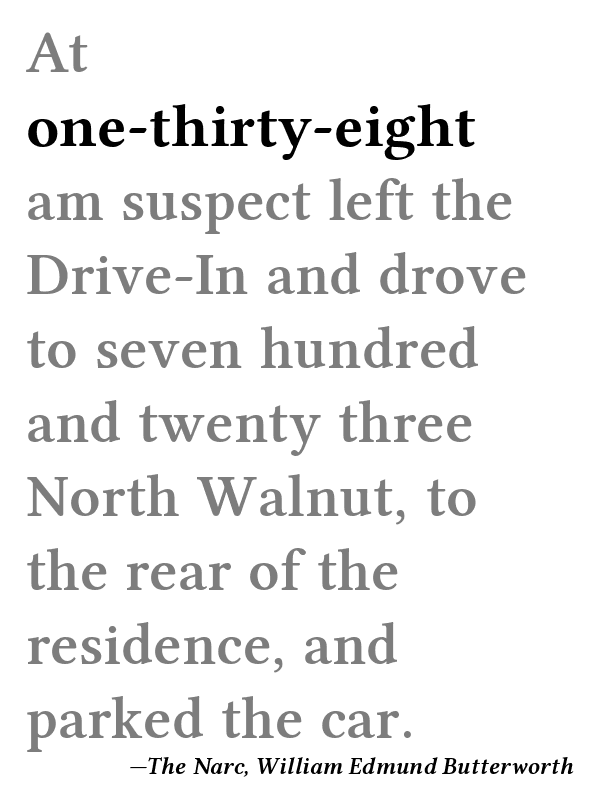 At
one-thirty-eight
am suspect left the
Drive-In and drove
to seven hundred
and twenty three
North Walnut, to
the rear of the
residence, and
parked the car.
—The Narc, William Edmund Butterworth